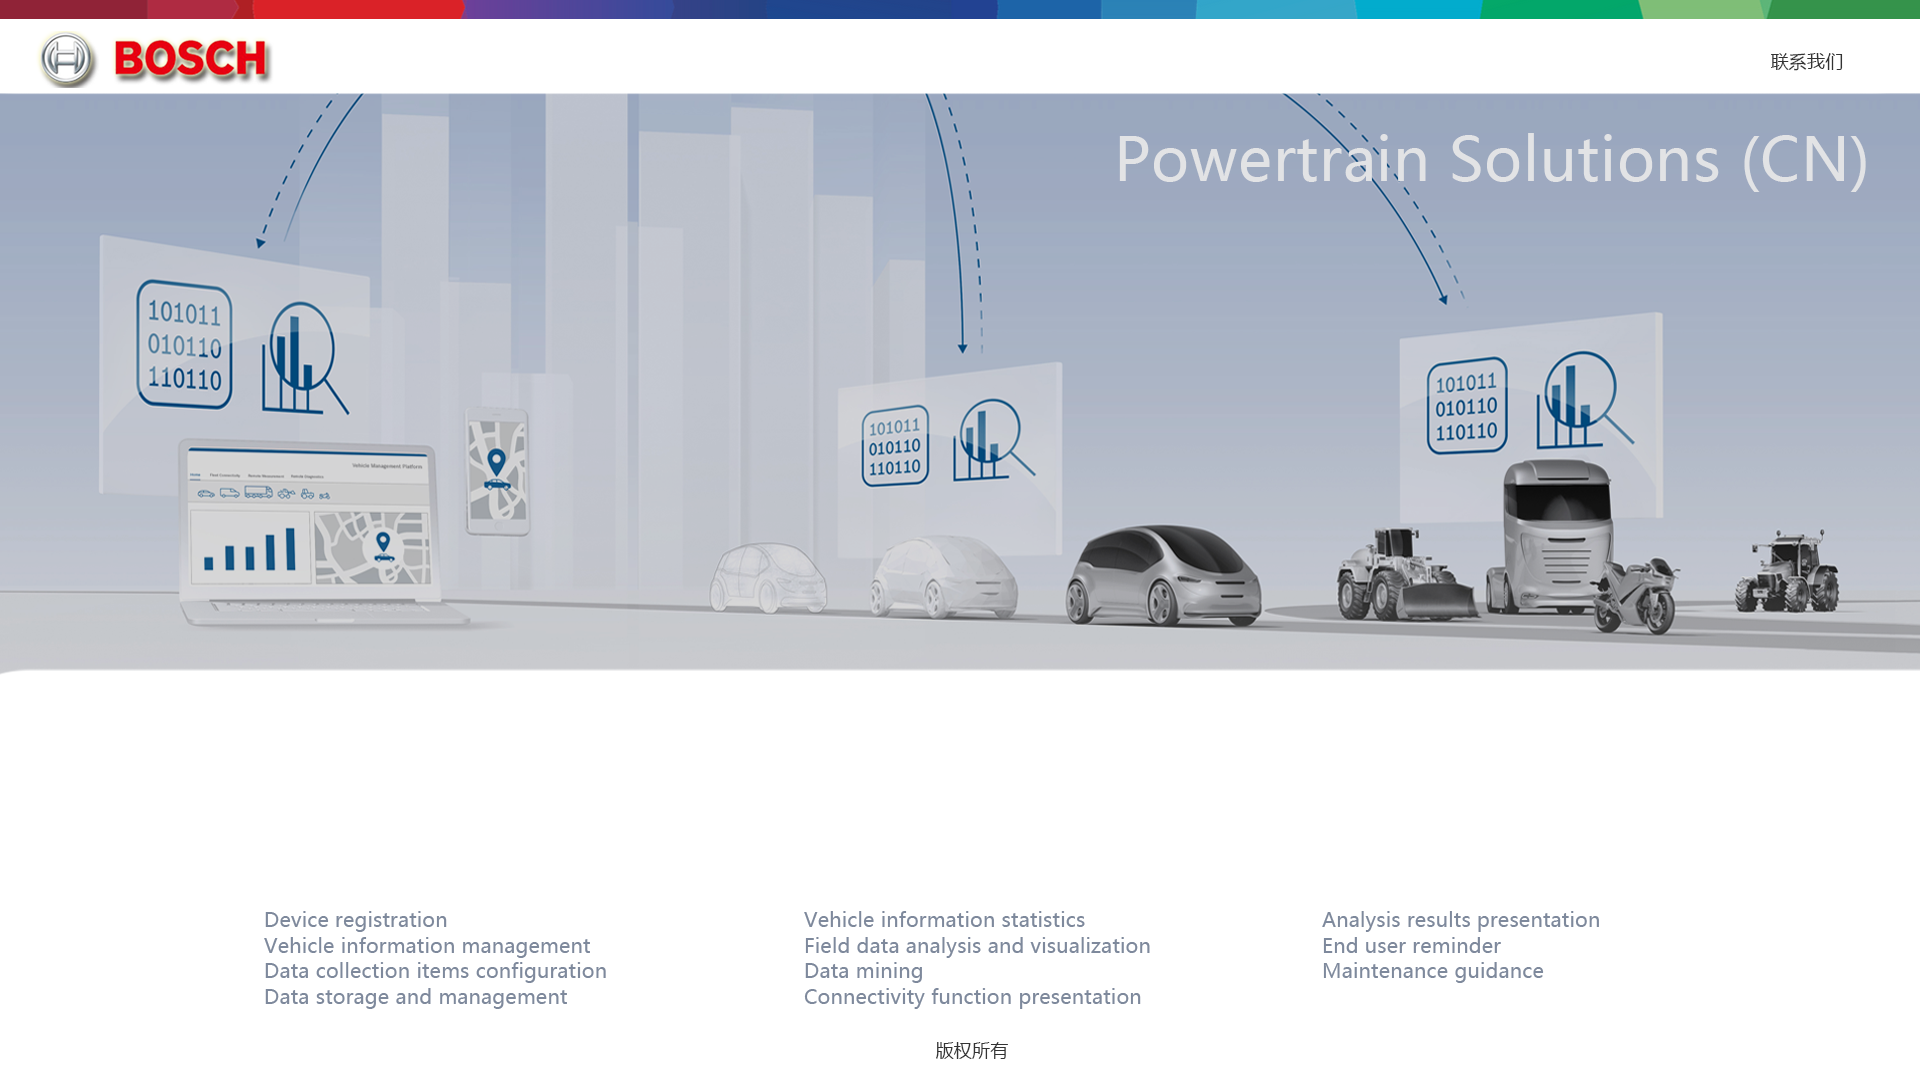 BOSCH
联系我们
Powertrain Solutions (CN)
101011
010110
110110
101011
010110
110110
101011
010110
110110
Vehicle Management Platform
Device registration
Vehicle information management
Data collection items configuration
Data storage and management
Vehicle information statistics
Field data analysis and visualization
Data mining
Connectivity function presentation
Analysis results presentation
End user reminder
Maintenance guidance
版权所有